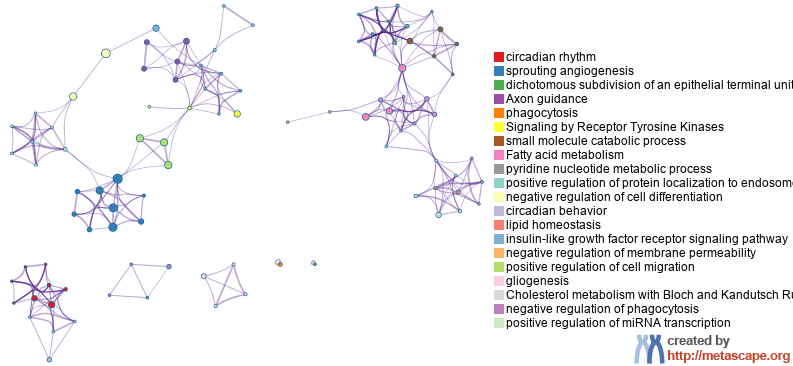 circadian rhythm
sprouting angiogenesis
dichotomous subdivision of an epithelial terminal unit
Axon guidance
phagocytosis
Signaling by Receptor Tyrosine Kinases
small molecule catabolic process
Fatty acid metabolism
pyridine nucleotide metabolic process
positive regulation of protein localization to endosome
negative regulation of cell differentiation
circadian behavior
lipid homeostasis
insulin-like growth factor receptor signaling pathway
negative regulation of membrane permeability
positive regulation of cell migration
gliogenesis
Cholesterol metabolism with Bloch and Kandutsch Ru
negative regulation of phagocytosis
positive regulation of miRNA transcription
created by
http://metascape.org